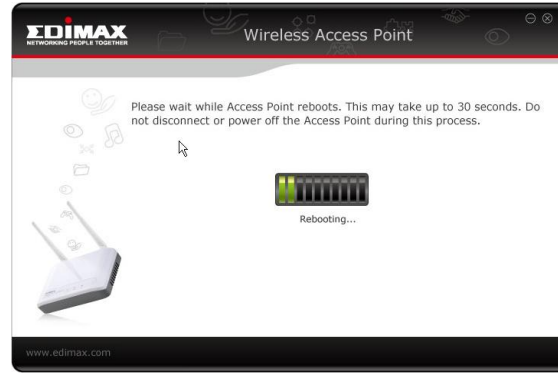 EDIMAX
NETWORKING PEOPLE TOGETHER
Wireless Access Point
Please wait while Access Point reboots. This may take up to 30 seconds. Do
not disconnect or power off the Access Point during this process.
Rebooting...
www.edimax.com